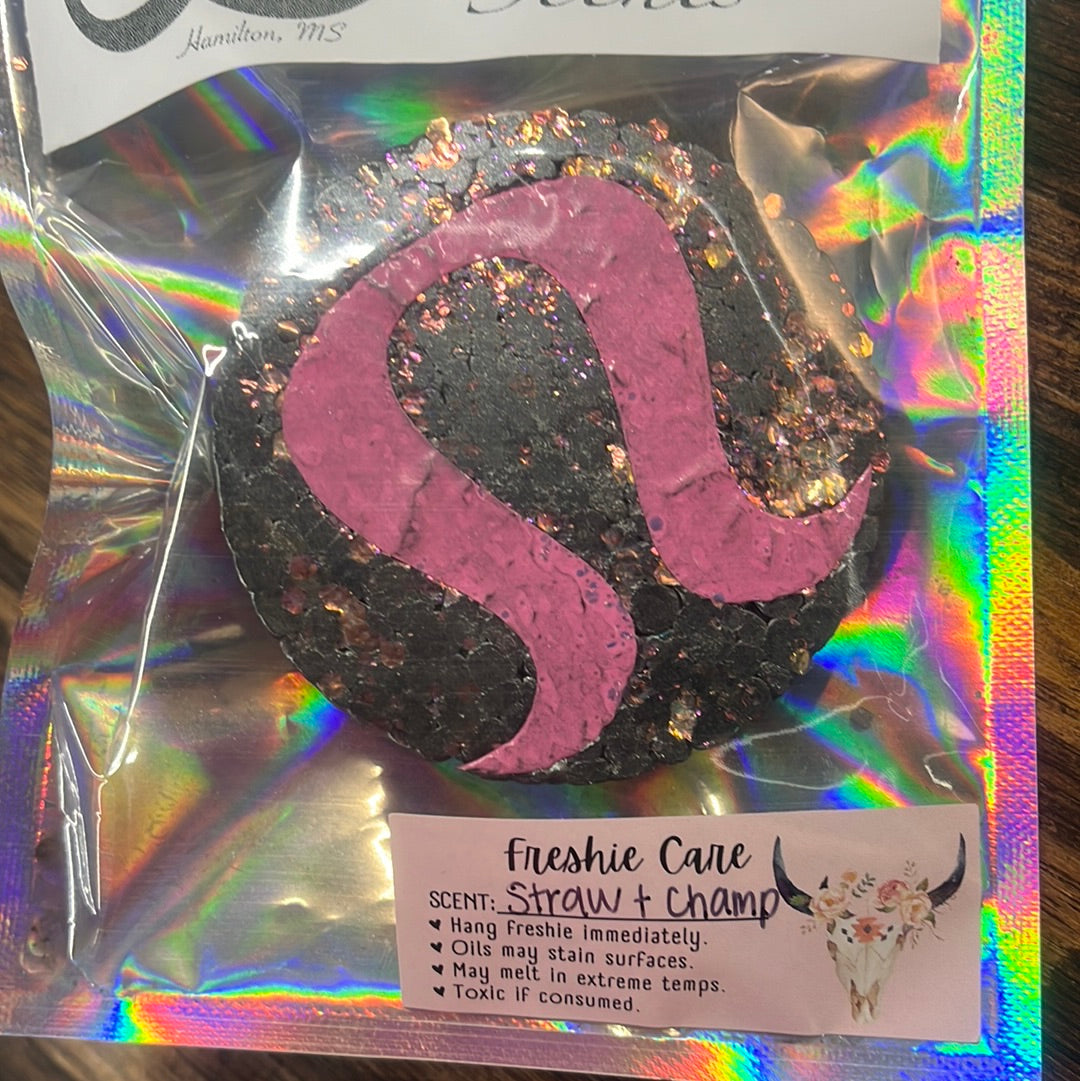 Scents
Hamilton, MS
Freshie Care
SCENT: Straw + Champ
Hang freshie immediately.
Oils may stain surfaces.
May melt in extreme temps.
Toxic if consumed.